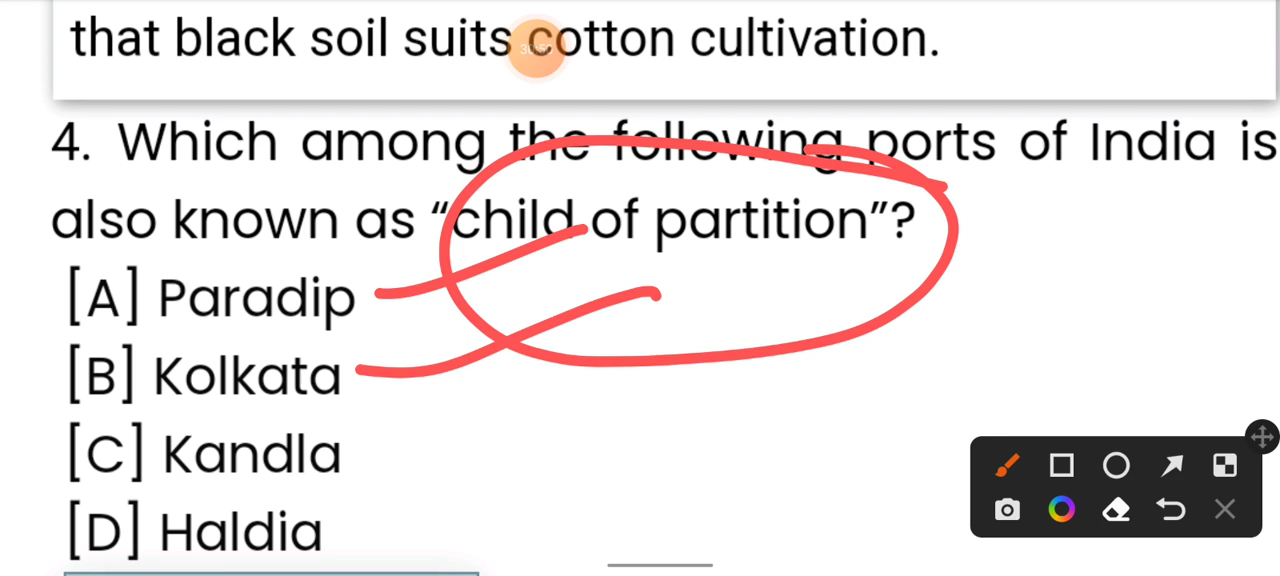 that black soil suits cotton cultivation.
4. Which among the following ports of India is
also known as “child of partition”?
[A] Paradip
[B] Kolkata
[C] Kandla
[D] Haldia